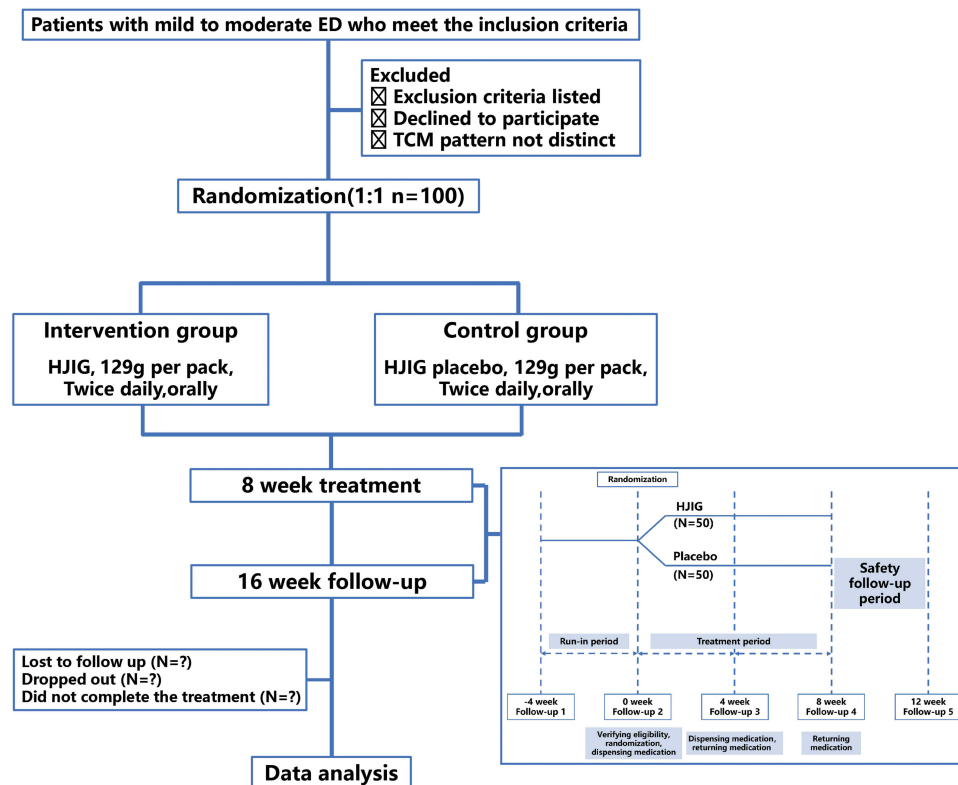 Patients with mild to moderate ED who meet the inclusion criteria
Excluded
☒ Exclusion criteria listed
☒ Declined to participate
☒ TCM pattern not distinct
Randomization(1:1 n=100)
Intervention group
HJIG, 129g per pack,
Twice daily,orally
Control group
HJIG placebo, 129g per pack,
Twice daily,orally
8 week treatment
16 week follow-up
Lost to follow up (N=?)
Dropped out (N=?)
Did not complete the treatment (N=?)
Data analysis
Randomization
HJIG
(N=50)
Placebo
(N=50)
Safety
follow-up
period
Run-in period
Treatment period
-4 week
Follow-up 1
0 week
Follow-up 2
4 week
Follow-up 3
8 week
Follow-up 4
12 week
Follow-up 5
Verifying eligibility,
randomization,
dispensing medication
Dispensing medication,
returning medication
Returning
medication